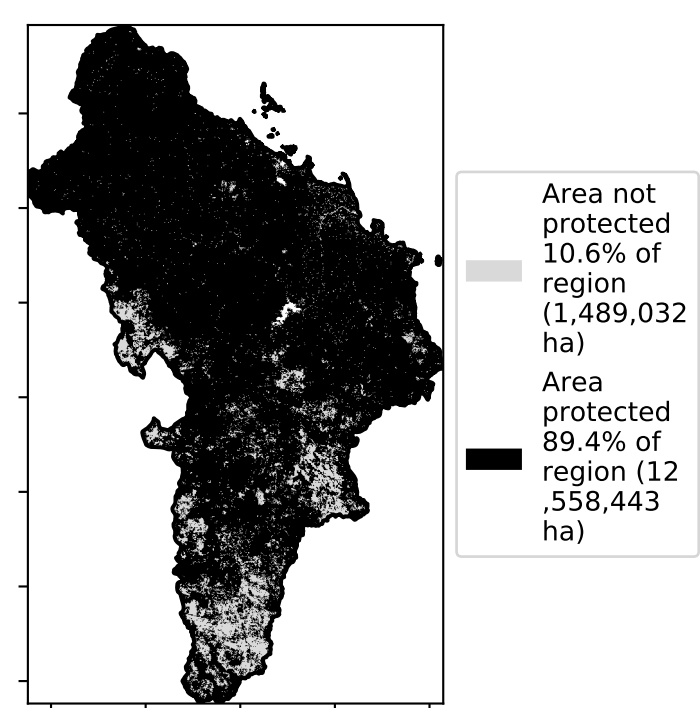 Area not
protected
10.6% of
region
(1,489,032
ha)
Area
protected
89.4% of
region (12
,558,443
ha)